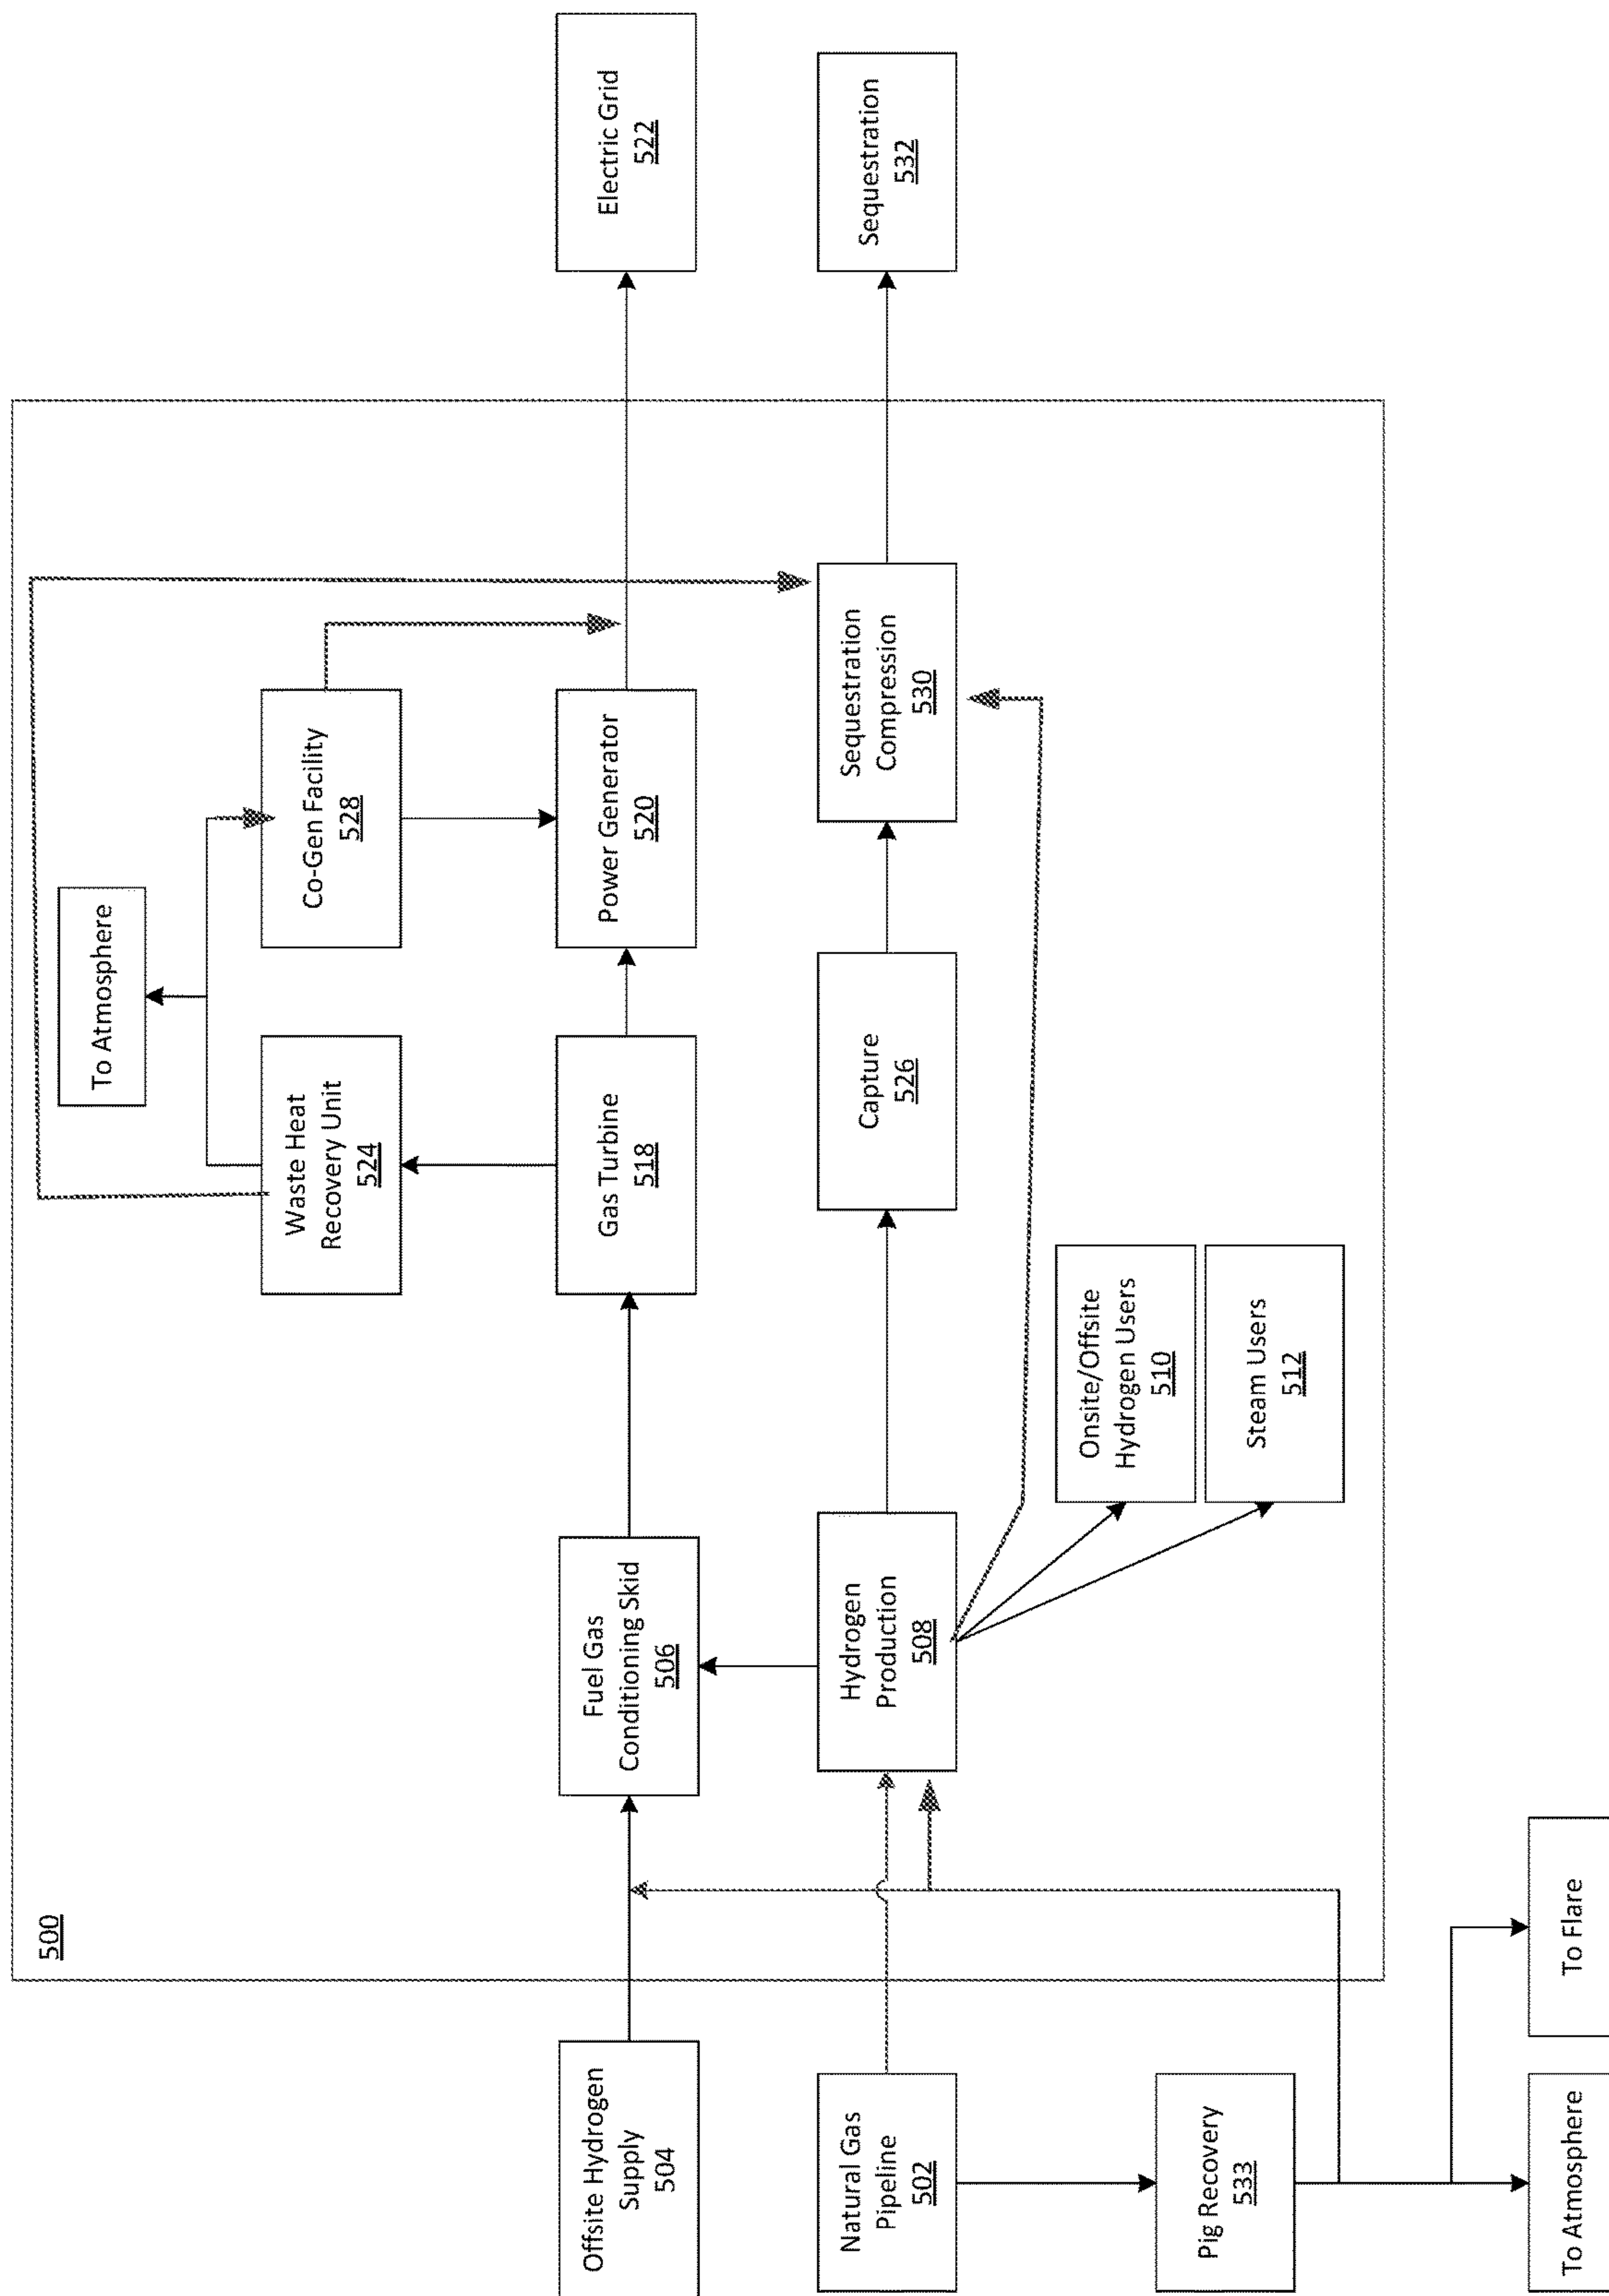 500
Offsite Hydrogen
Supply
504
Natural Gas
Pipeline
502
Pig Recovery
533
To Atmosphere
To Flare
Fuel Gas
Conditioning Skid
506
Hydrogen
Production
508
Onsite/Offsite
Hydrogen Users
510
Steam Users
512
Waste Heat
Recovery Unit
524
Gas Turbine
518
Capture
526
To Atmosphere
Co-Gen Facility
528
Power Generator
520
Sequestration
Compression
530
Electric Grid
522
Sequestration
532